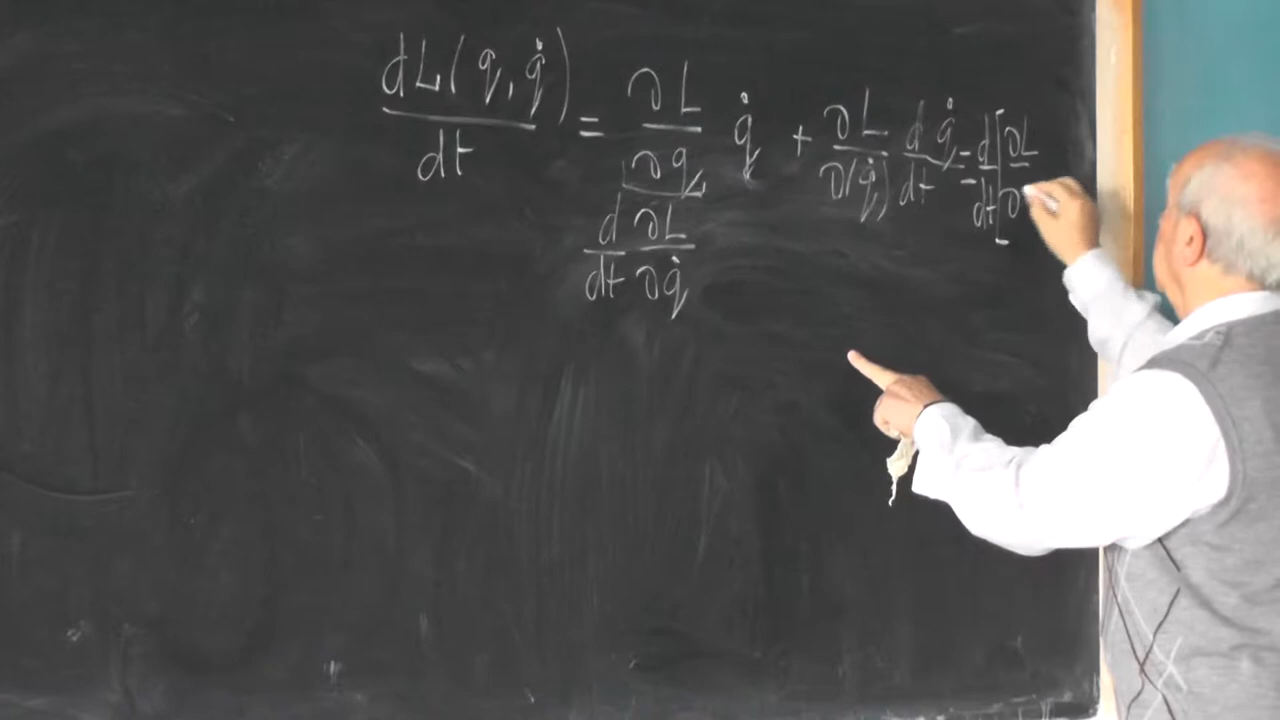 dL(q, q̇)/dt = ∂L/∂q q̇ + ∂L/∂(q̇) dq̇/dt = d/dt [∂L/∂
d/dt ∂L/∂q̇